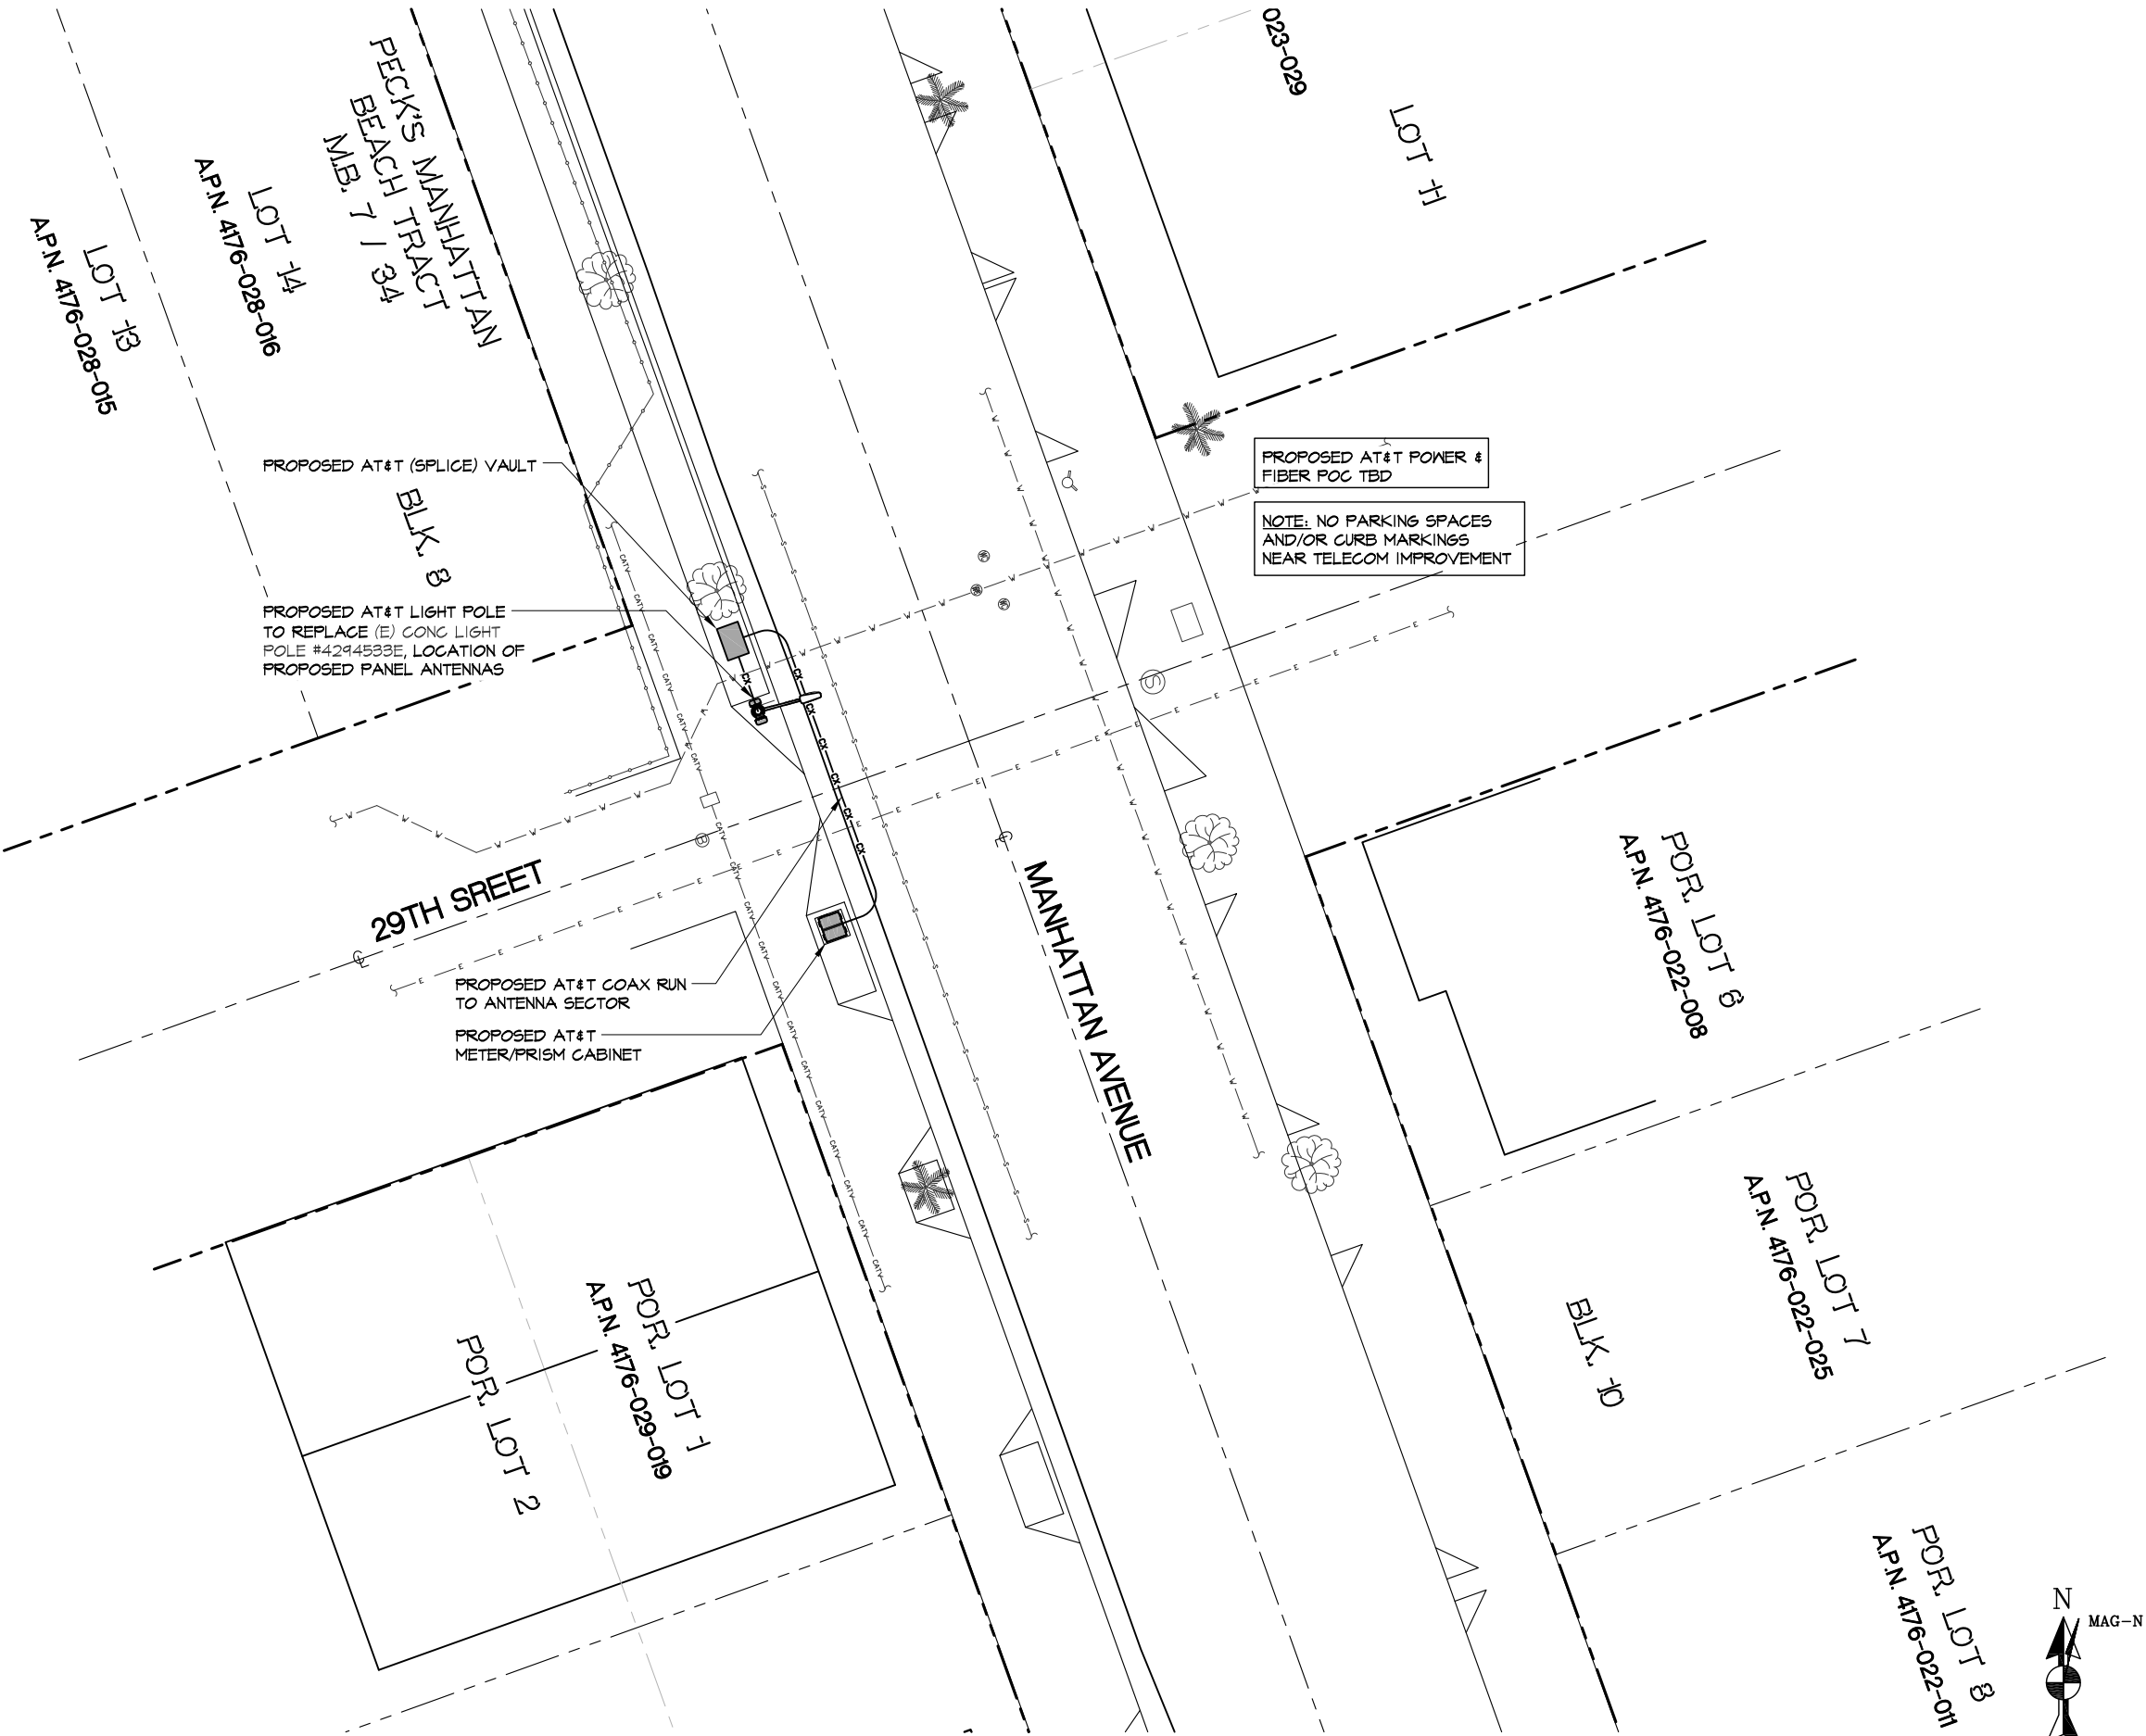 023-029
LOT 11
PECK'S MANHATTAN
BEACH TRACT
M.B. 7 / 34
LOT 14
A.P.N. 4176-028-016
LOT 13
A.P.N. 4176-028-015
PROPOSED AT&T (SPLICE) VAULT
BLK. 8
PROPOSED AT&T POWER &
FIBER POC TBD
NOTE: NO PARKING SPACES
AND/OR CURB MARKINGS
NEAR TELECOM IMPROVEMENT
PROPOSED AT&T LIGHT POLE
TO REPLACE (E) CONC LIGHT
POLE #4294533E, LOCATION OF
PROPOSED PANEL ANTENNAS
29TH SREET
MANHATTAN AVENUE
PROPOSED AT&T COAX RUN
TO ANTENNA SECTOR
PROPOSED AT&T
METER/PRISM CABINET
POR. LOT 6
A.P.N. 4176-022-008
POR. LOT 7
A.P.N. 4176-022-025
BLK. 10
POR. LOT 1
A.P.N. 4176-029-019
POR. LOT 2
POR. LOT 8
A.P.N. 4176-022-011
N
MAG-N